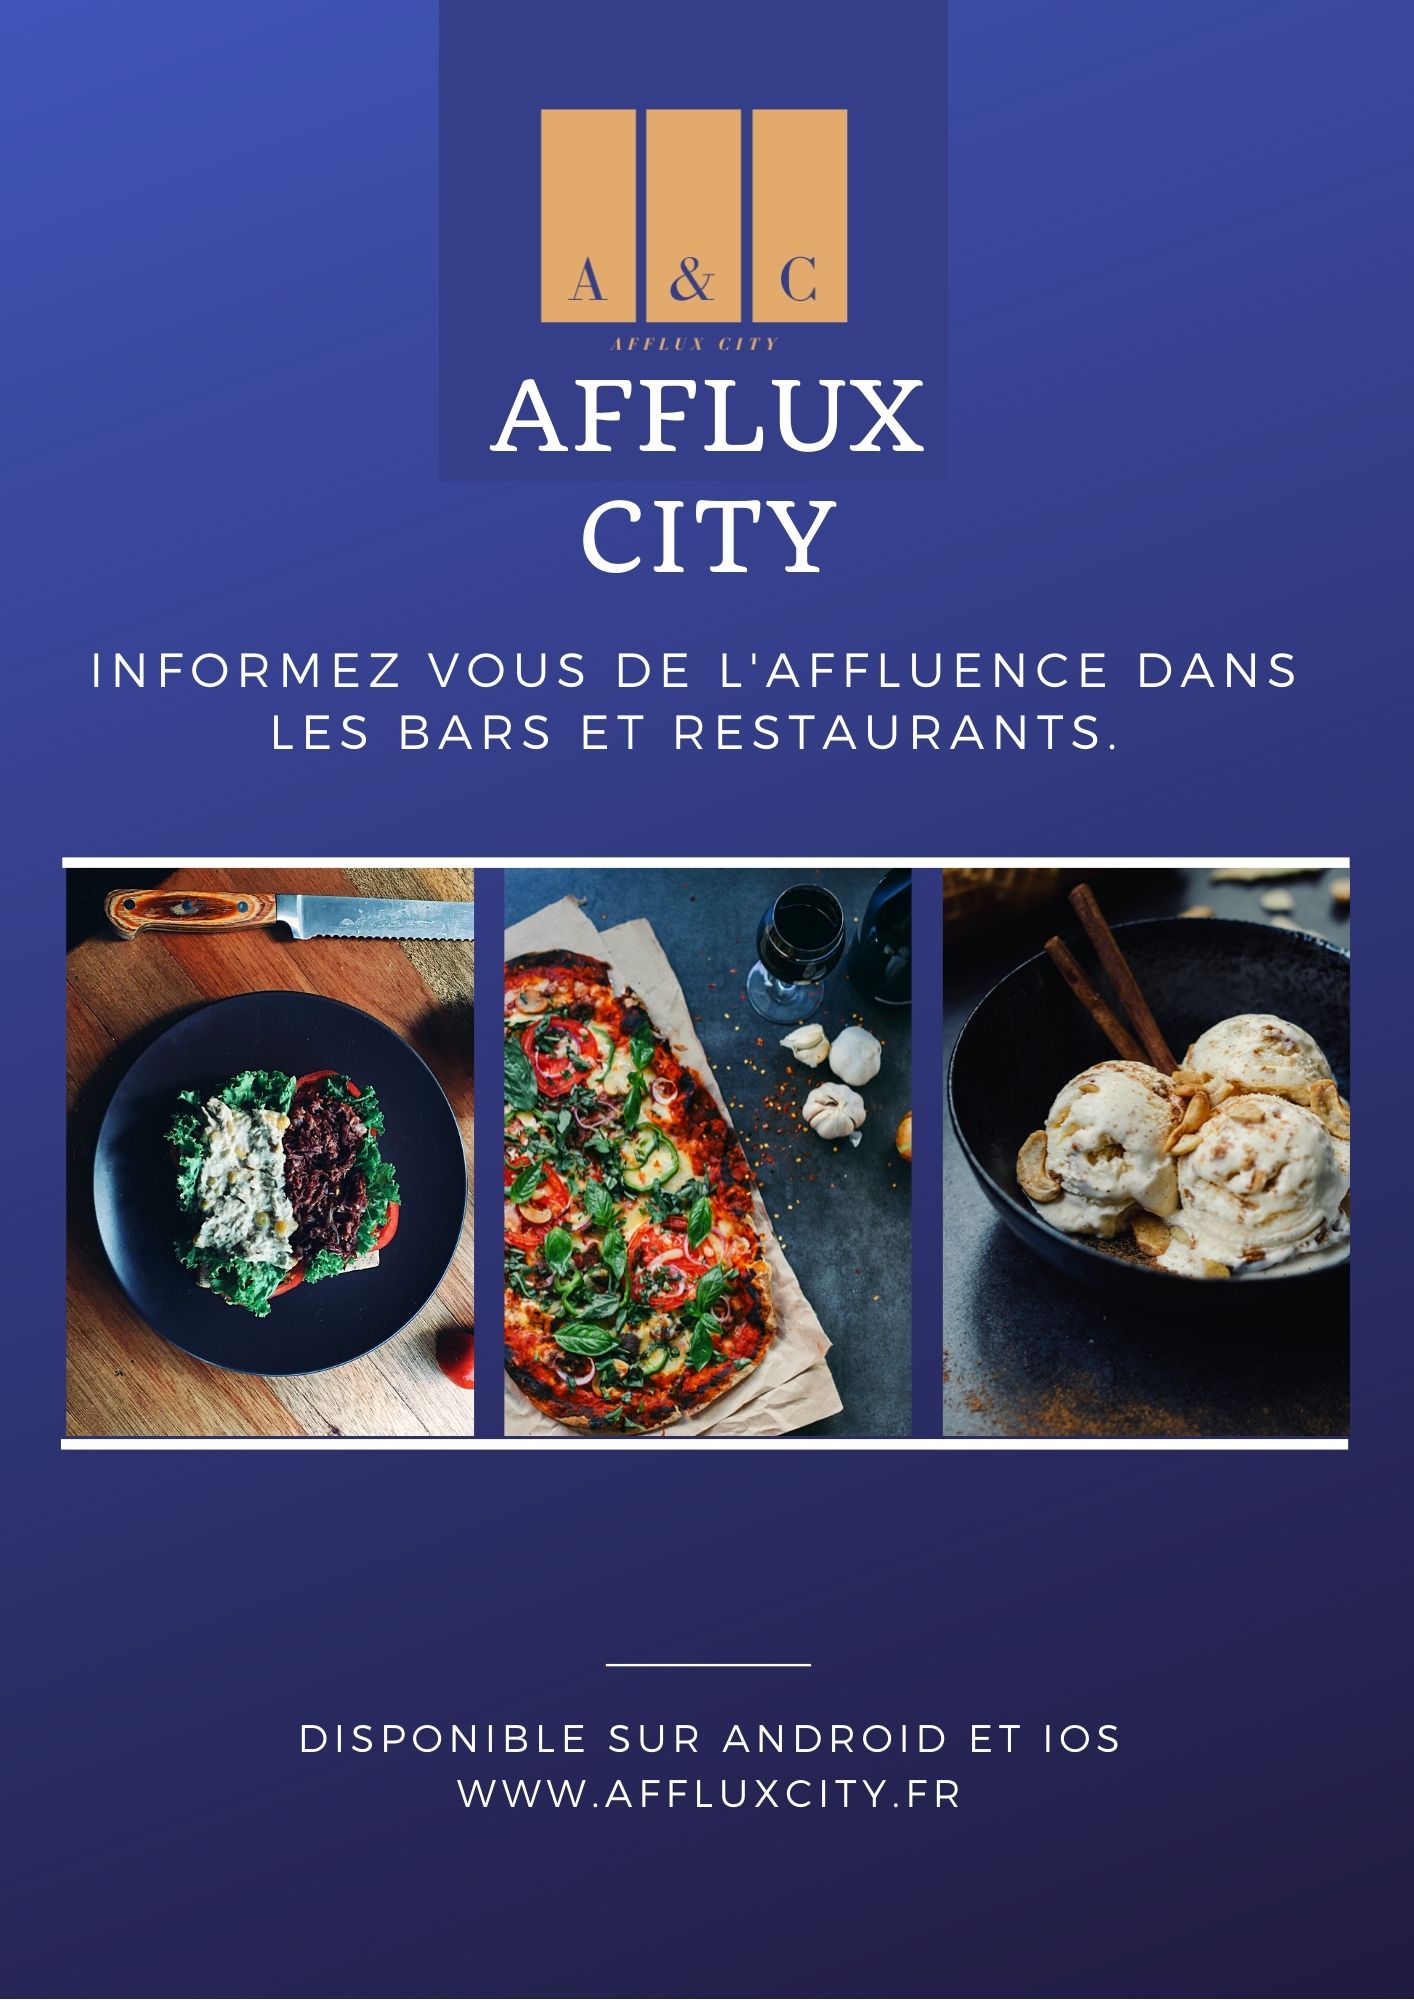 A & C
AFFLUX CITY
AFFLUX
CITY
INFORMEZ VOUS DE L'AFFLUENCE DANS
LES BARS ET RESTAURANTS.
DISPONIBLE SUR ANDROID ET IOS
WWW.AFFLUXCITY.FR